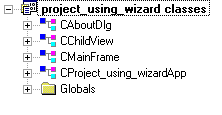 project_using_wizard classes
CAboutDlg
CChildView
CMainFrame
CProject_using_wizardApp
Globals